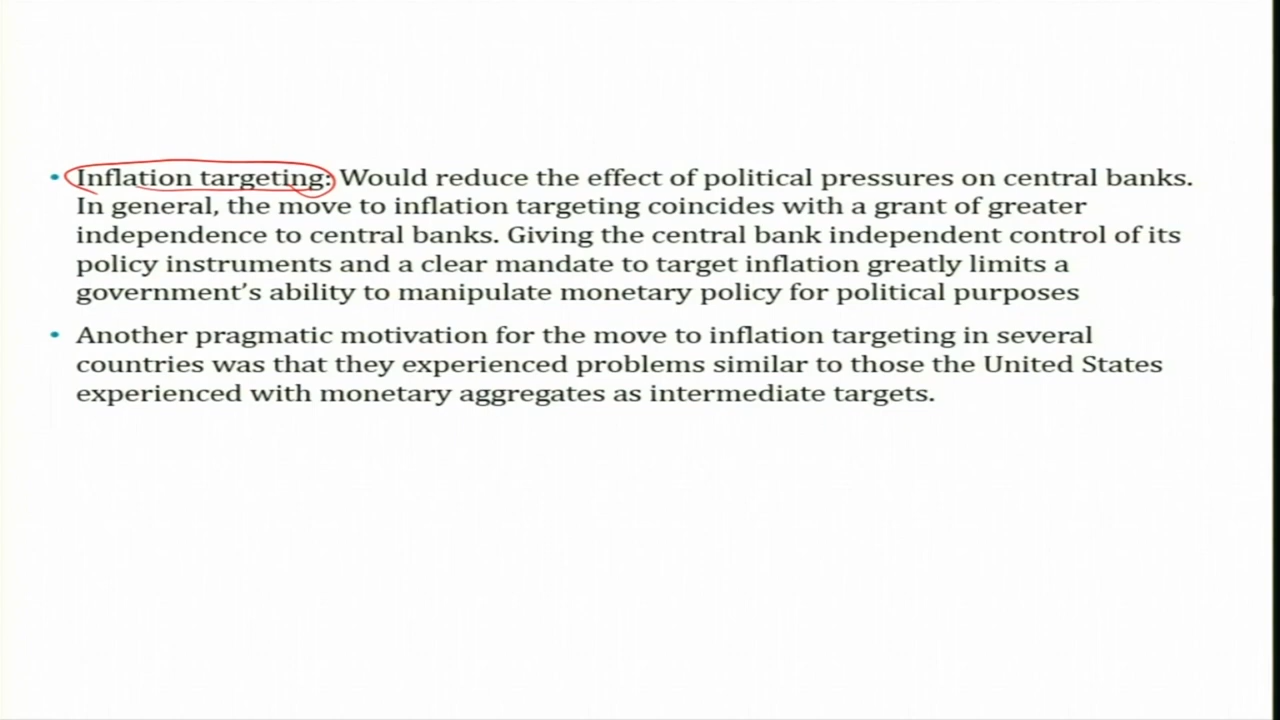 • Inflation targeting: Would reduce the effect of political pressures on central banks.
In general, the move to inflation targeting coincides with a grant of greater
independence to central banks. Giving the central bank independent control of its
policy instruments and a clear mandate to target inflation greatly limits a
government’s ability to manipulate monetary policy for political purposes
• Another pragmatic motivation for the move to inflation targeting in several
countries was that they experienced problems similar to those the United States
experienced with monetary aggregates as intermediate targets.